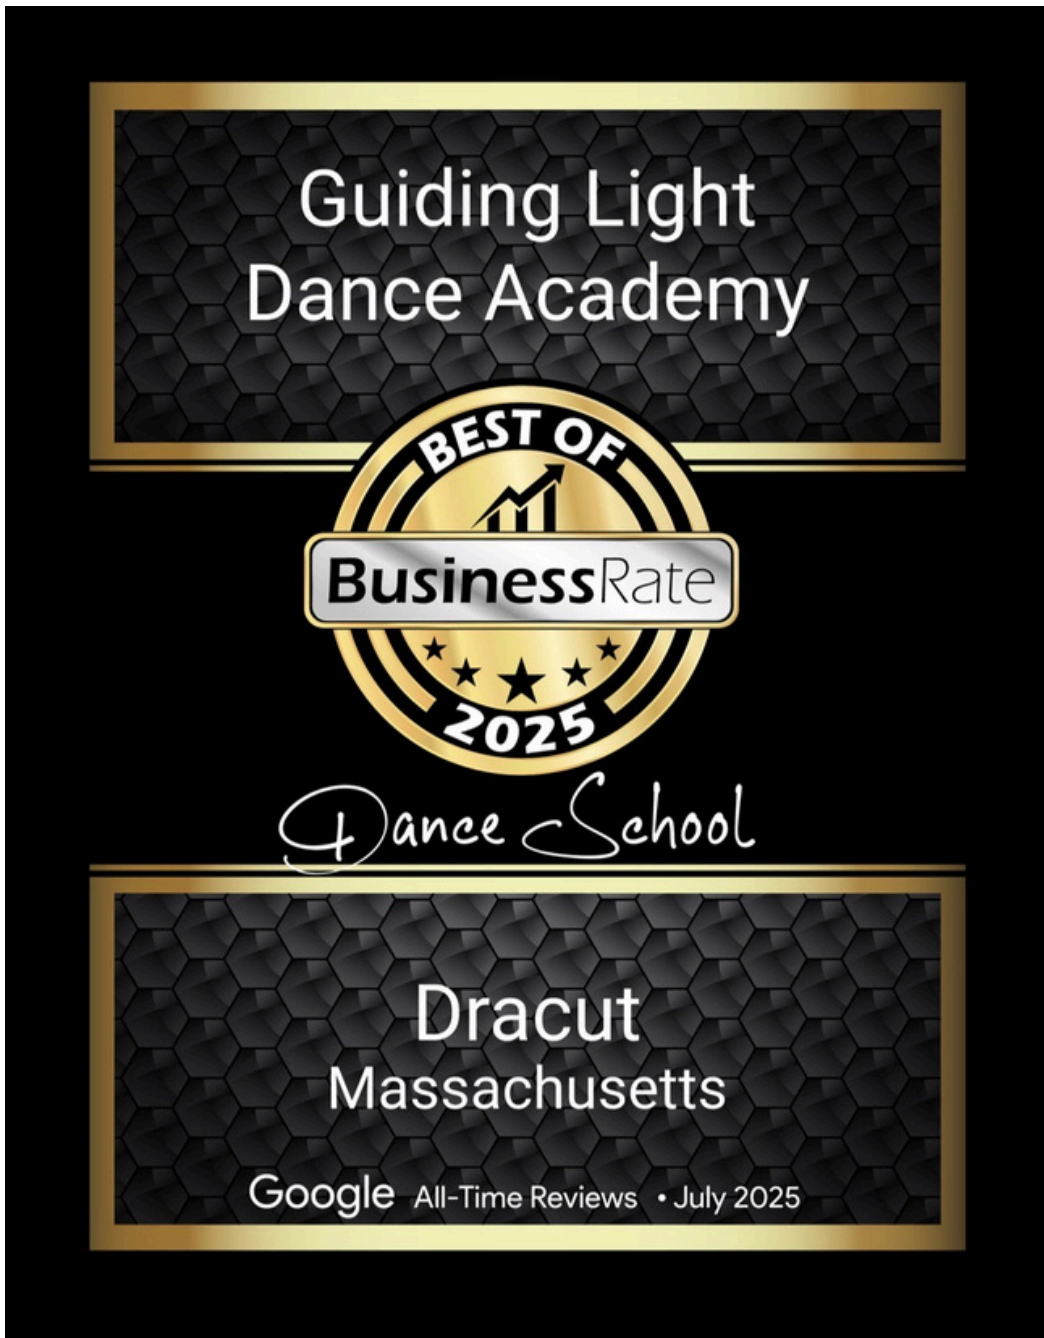 Guiding Light
Dance Academy
BEST OF
BusinessRate
2025
Dance School
Dracut
Massachusetts
Google All-Time Reviews • July 2025